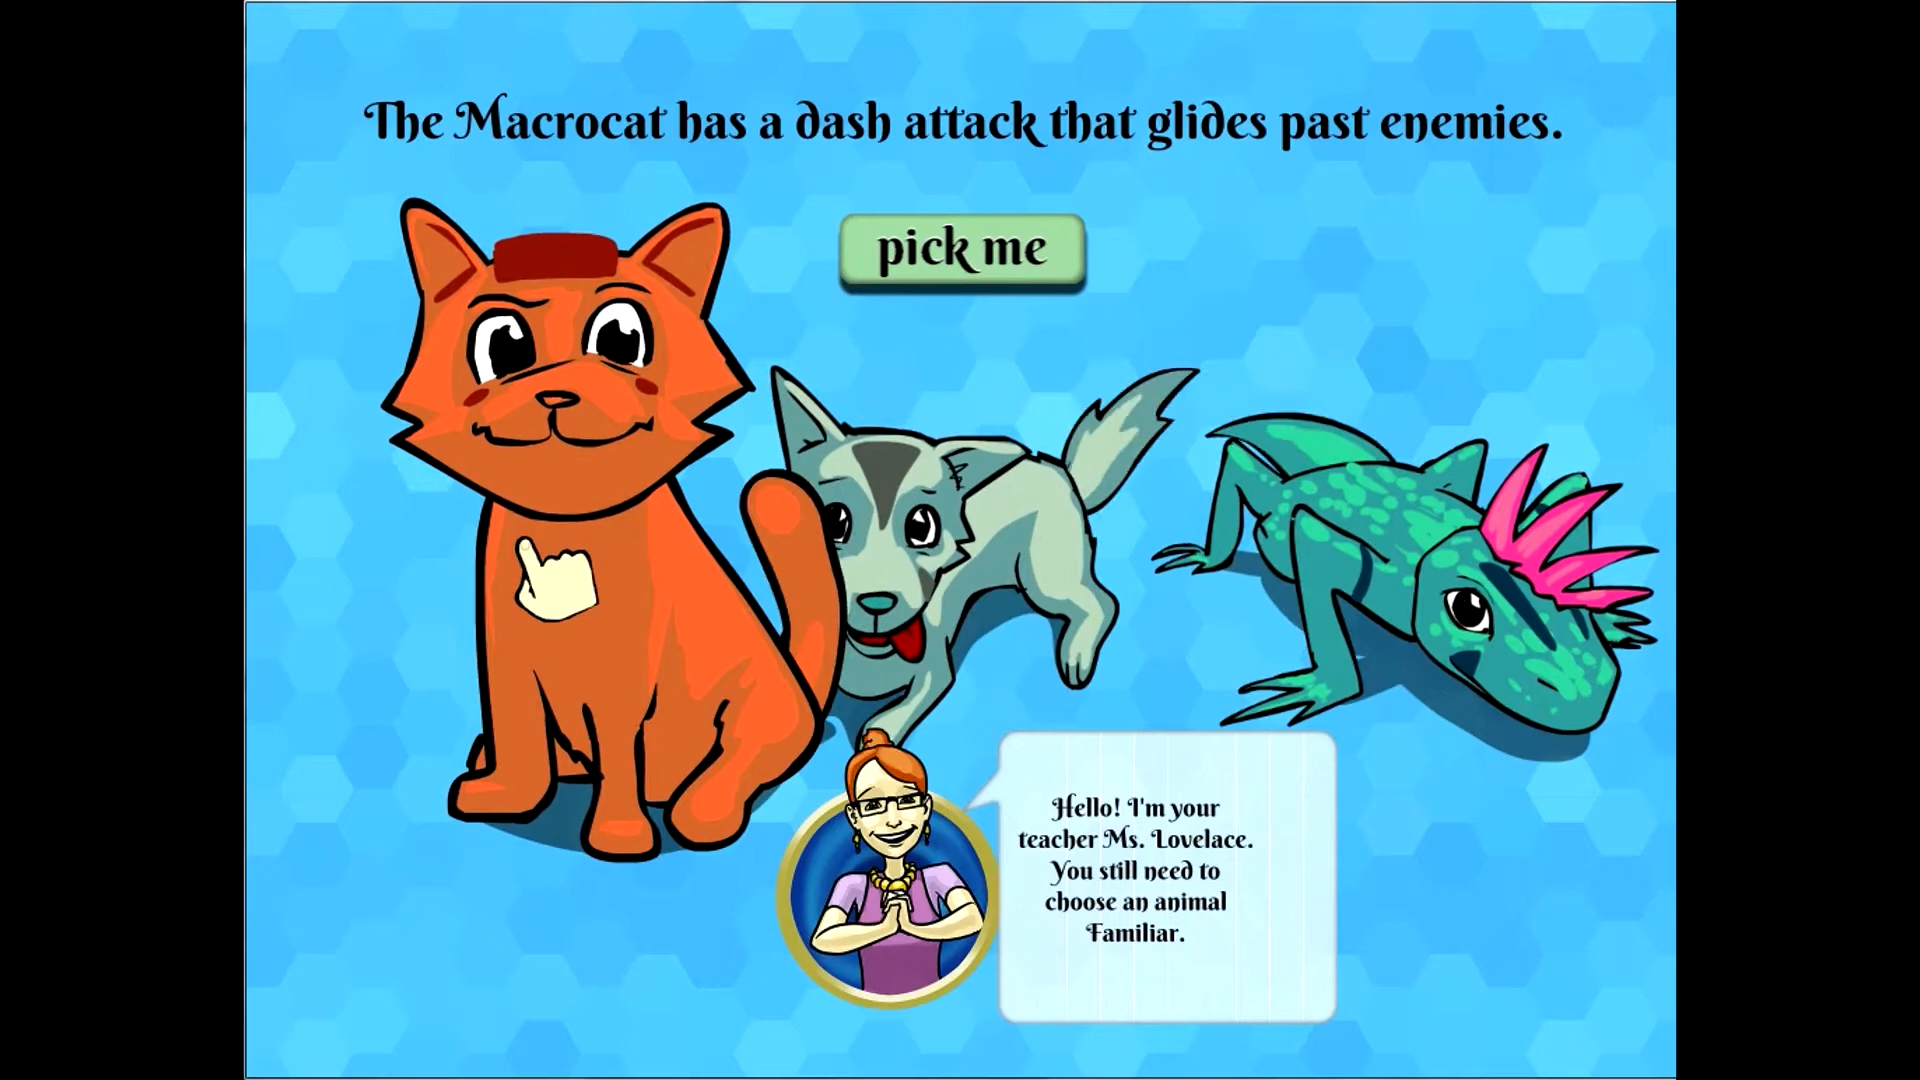 The Macrocat has a dash attack that glides past enemies.
pick me
Hello! I'm your
teacher Ms. Lovelace.
You still need to
choose an animal
Familiar.